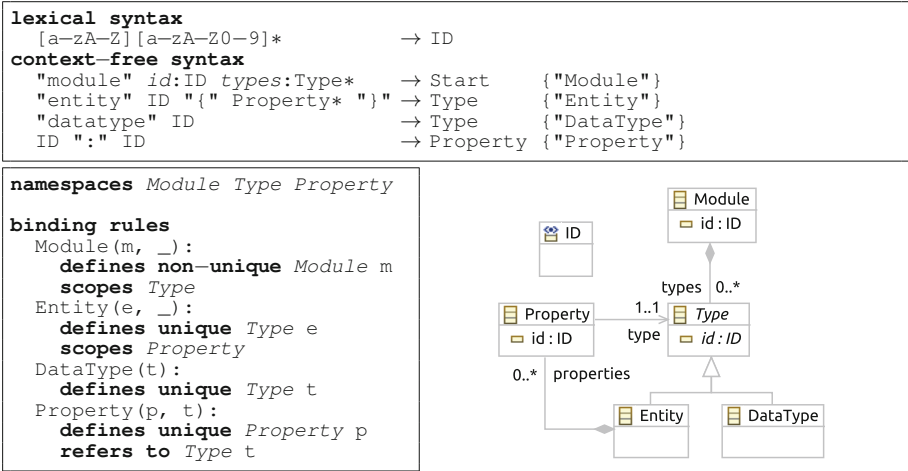 lexical syntax
[a−zA−Z][a−zA−Z0−9]* → ID
context−free syntax
"module" id:ID types:Type* → Start {"Module"}
"entity" ID "{" Property* "}" → Type {"Entity"}
"datatype" ID → Type {"DataType"}
ID ":" ID → Property {"Property"}
namespaces Module Type Property
binding rules
Module(m, _):
defines non−unique Module m
scopes Type
Entity(e, _):
defines unique Type e
scopes Property
DataType(t):
defines unique Type t
Property(p, t):
defines unique Property p
refers to Type t
Module
id : ID
ID
types 0..*
Property
id : ID
1..1
type
Type
id : ID
0..* properties
Entity
DataType